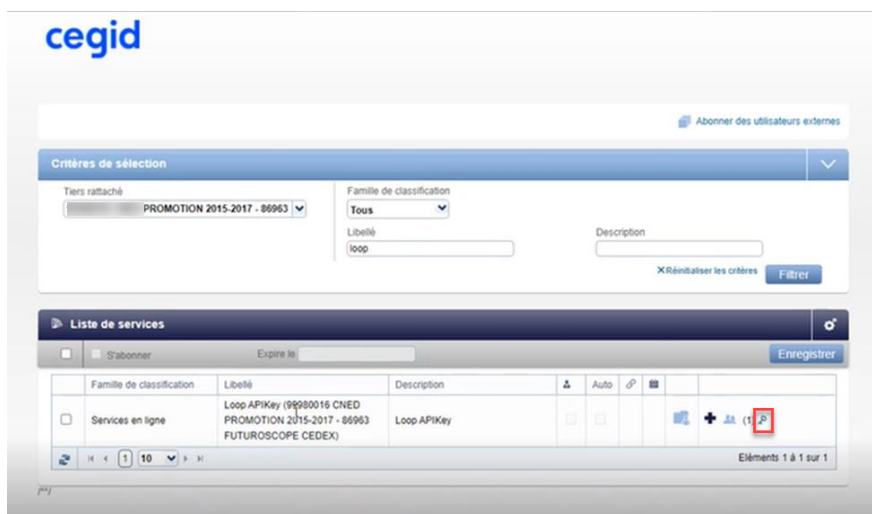 cegid
Abonner des utilisateurs externes
Critères de sélection
Tiers rattaché
PROMOTION 2015-2017 - 86963
Famille de classification
Tous
Libellé
loop
Description
Réinitialiser les critères
Filtrer
Liste de services
S'abonner
Expire le
Enregistrer
Famille de classification
Libellé
Description
Auto
Services en ligne
Loop APIKey (99980016 CNED
PROMOTION 2015-2017 - 86963
FUTUROSCOPE CEDEX)
Loop APIKey
(1)
1
10
Eléments 1 à 1 sur 1
/**/